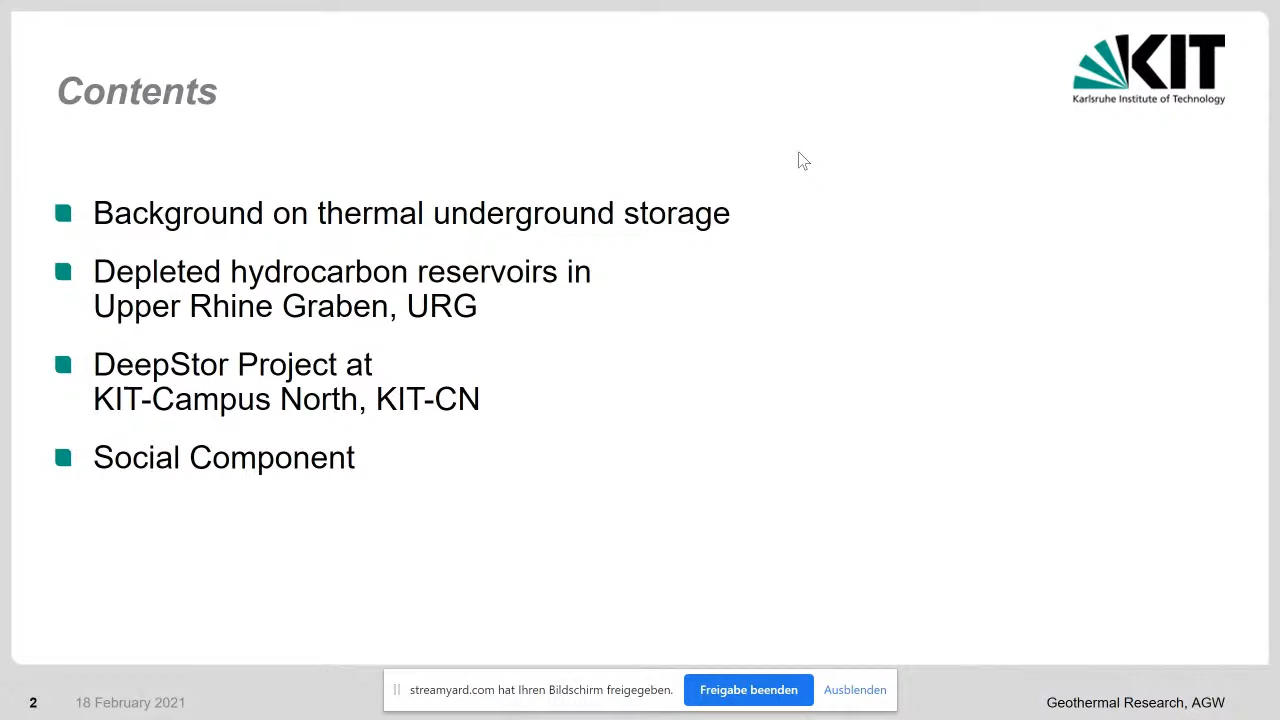 Contents
KIT
Karlsruhe Institute of Technology
Background on thermal underground storage
Depleted hydrocarbon reservoirs in
Upper Rhine Graben, URG
DeepStor Project at
KIT-Campus North, KIT-CN
Social Component
2
18 February 2021
streamyard.com hat Ihren Bildschirm freigegeben.
Freigabe beenden
Ausblenden
Geothermal Research, AGW